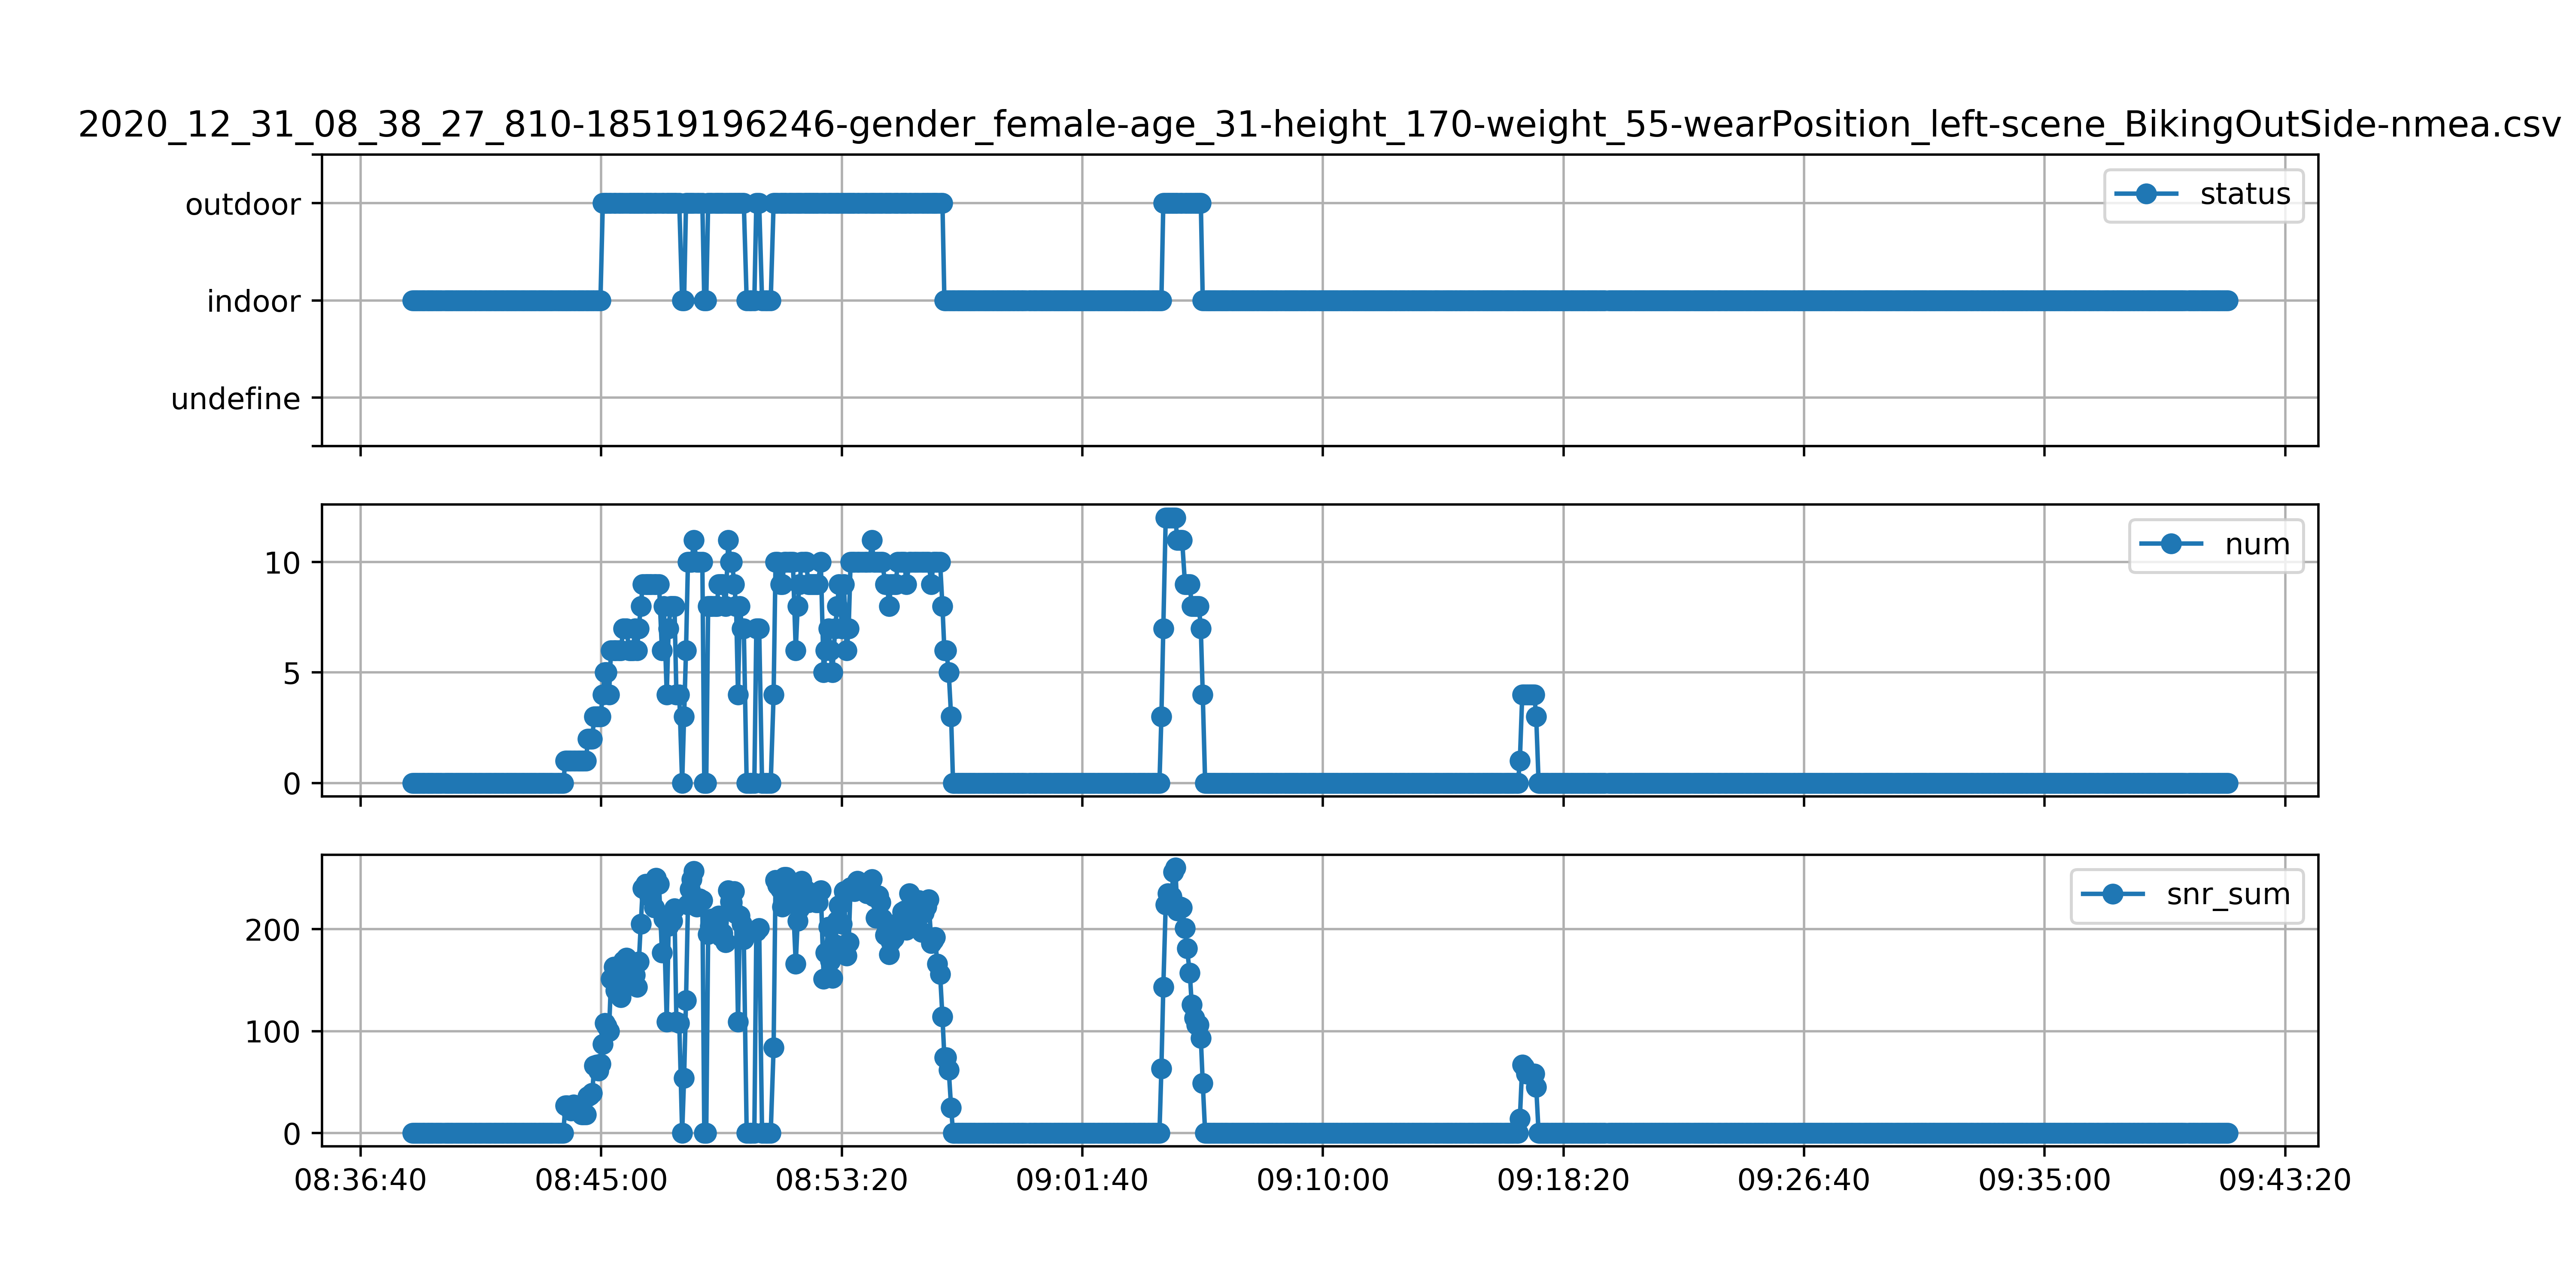 2020_12_31_08_38_27_810-18519196246-gender_female-age_31-height_170-weight_55-wearPosition_left-scene_BikingOutSide-nmea.csv
outdoor
indoor
undefine
status
10
5
0
num
200
100
0
snr_sum
08:36:40 08:45:00 08:53:20 09:01:40 09:10:00 09:18:20 09:26:40 09:35:00 09:43:20